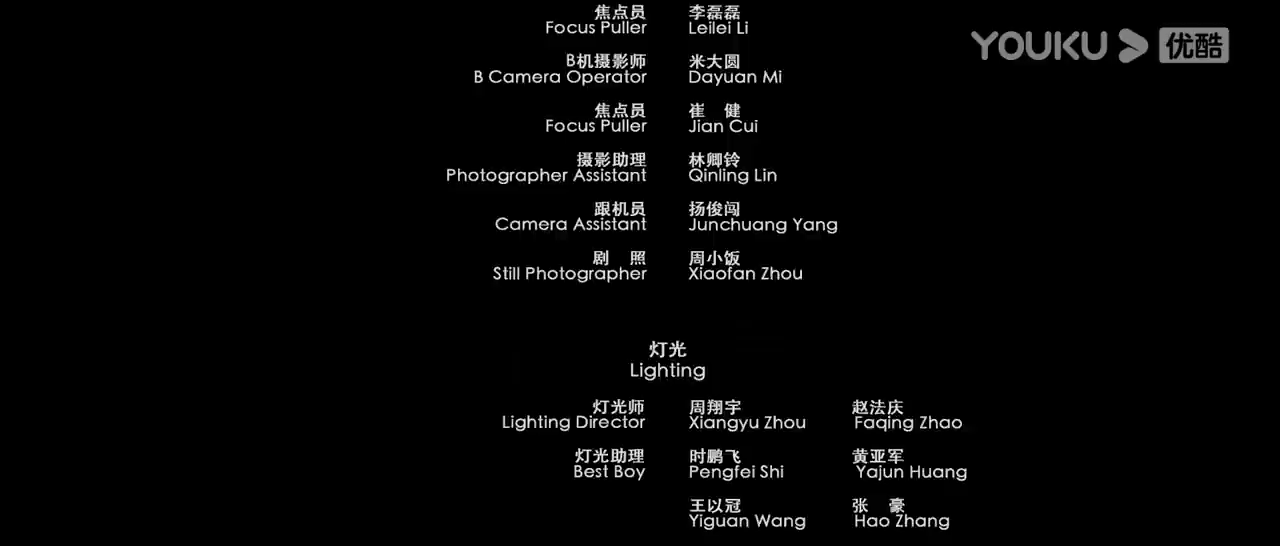 焦点员 李磊磊
Focus Puller Leilei Li
YOUKU 优酷
B机摄影师 米大圆
B Camera Operator Dayuan Mi
焦点员 崔 健
Focus Puller Jian Cui
摄影助理 林卿铃
Photographer Assistant Qinling Lin
跟机员 扬俊闯
Camera Assistant Junchuang Yang
剧 照 周小饭
Still Photographer Xiaofan Zhou
灯光
Lighting
灯光师 周翔宇 赵法庆
Lighting Director Xiangyu Zhou Faqing Zhao
灯光助理 时鹏飞 黄亚军
Best Boy Pengfei Shi Yajun Huang
王以冠 张 豪
Yiguan Wang Hao Zhang